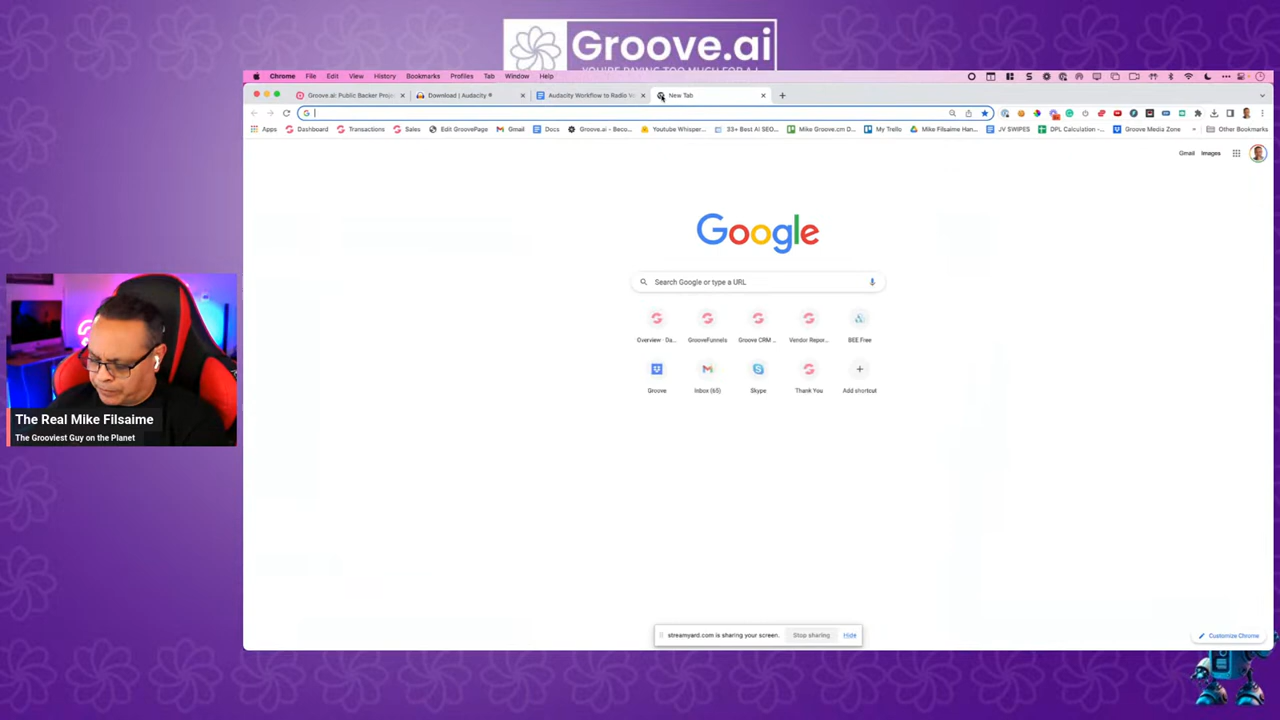 Groove.ai
YOU'RE PAYING TOO MUCH FOR A.I.
Chrome File Edit View History Bookmarks Profiles Tab Window Help
Groove.ai: Public Backer Proje
Download | Audacity ®
Audacity Workflow to Radio V
New Tab
Apps Dashboard Transactions Sales Edit GroovePage Gmail Docs Groove.ai - Beco... Youtube Whisper... 33+ Best AI SEO... Mike Groove.cm D... My Trello Mike Filsaime Han... JV SWIPES DPL Calculation -... Groove Media Zone Other Bookmarks
Gmail Images
Google
Search Google or type a URL
Overview · Da... GrooveFunnels Groove CRM ... Vendor Repor... BEE Free
Groove Inbox (65) Skype Thank You Add shortcut
The Real Mike Filsaime
The Grooviest Guy on the Planet
streamyard.com is sharing your screen. Stop sharing Hide
Customize Chrome